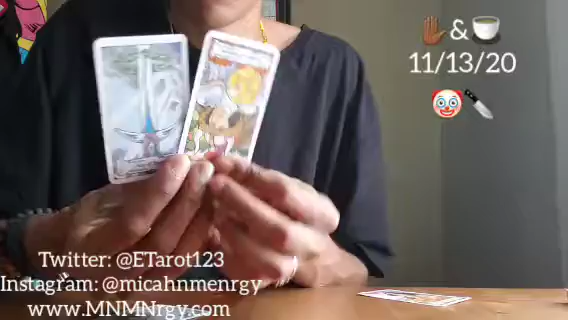 &
11/13/20
Twitter: @ETarot123
Instagram: @micahnmenrgy
www.MNMNrgy.com